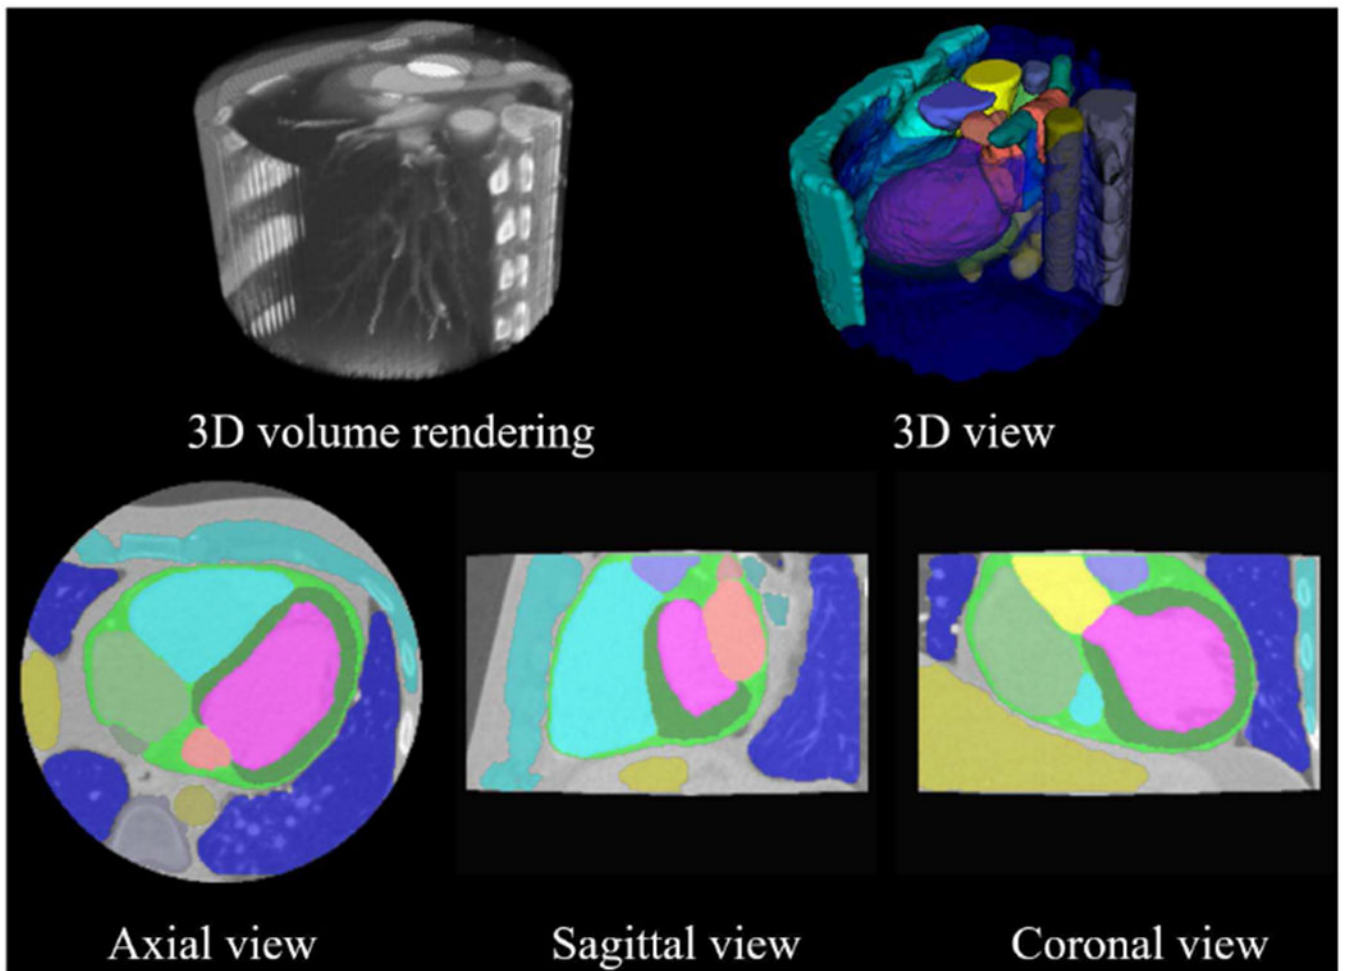 3D volume rendering
3D view
Axial view
Sagittal view
Coronal view